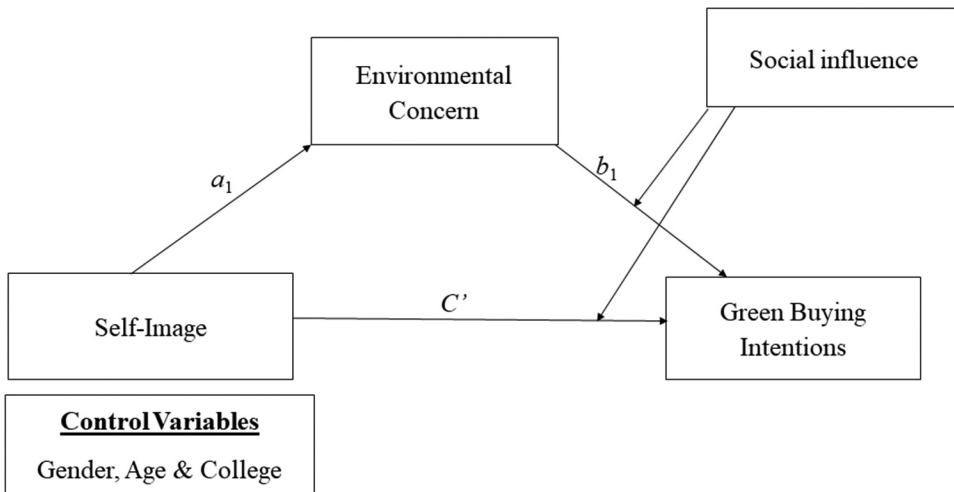 Environmental
Concern
Social influence
a₁
b₁
Self-Image
C’
Green Buying
Intentions
Control Variables
Gender, Age & College